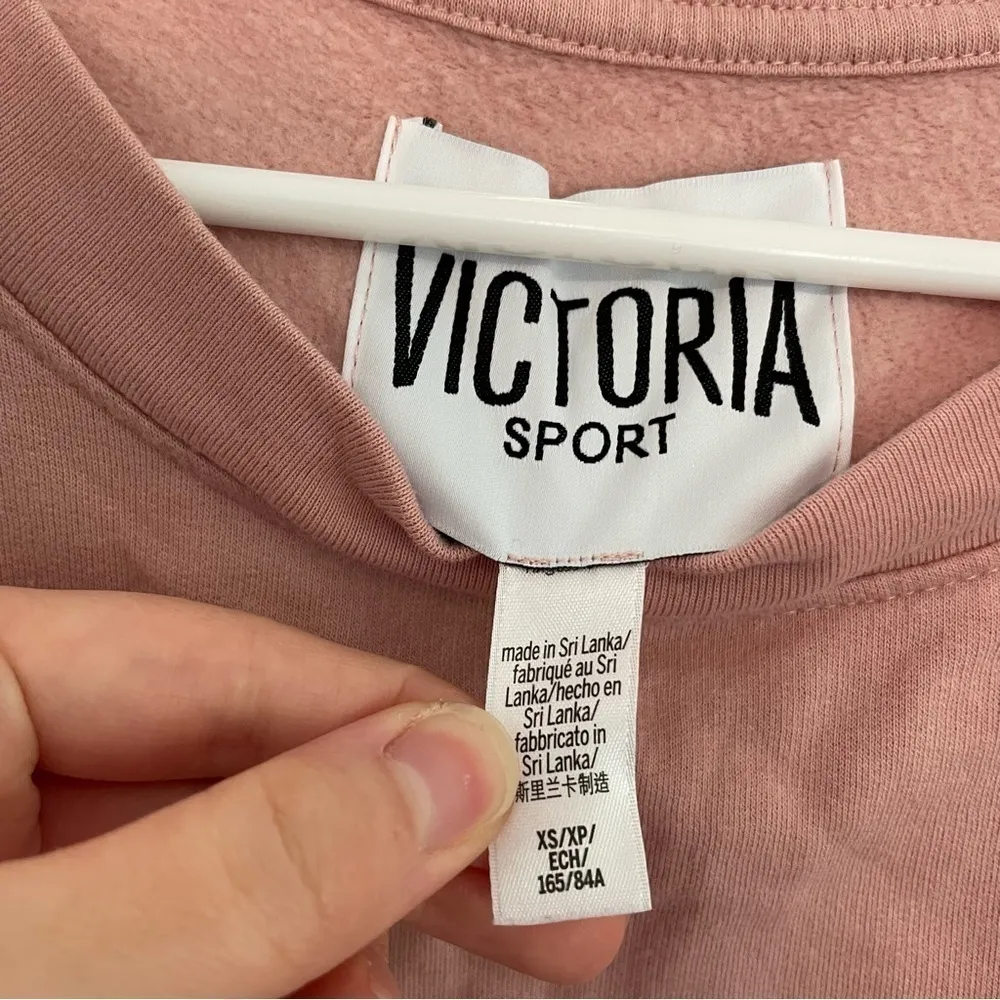 VICTORIA
SPORT
made in Sri Lanka/
fabriqué au Sri
Lanka/hecho en
Sri Lanka/
fabbricato in
Sri Lanka/
斯里兰卡制造
XS/XP/
ECH/
165/84A